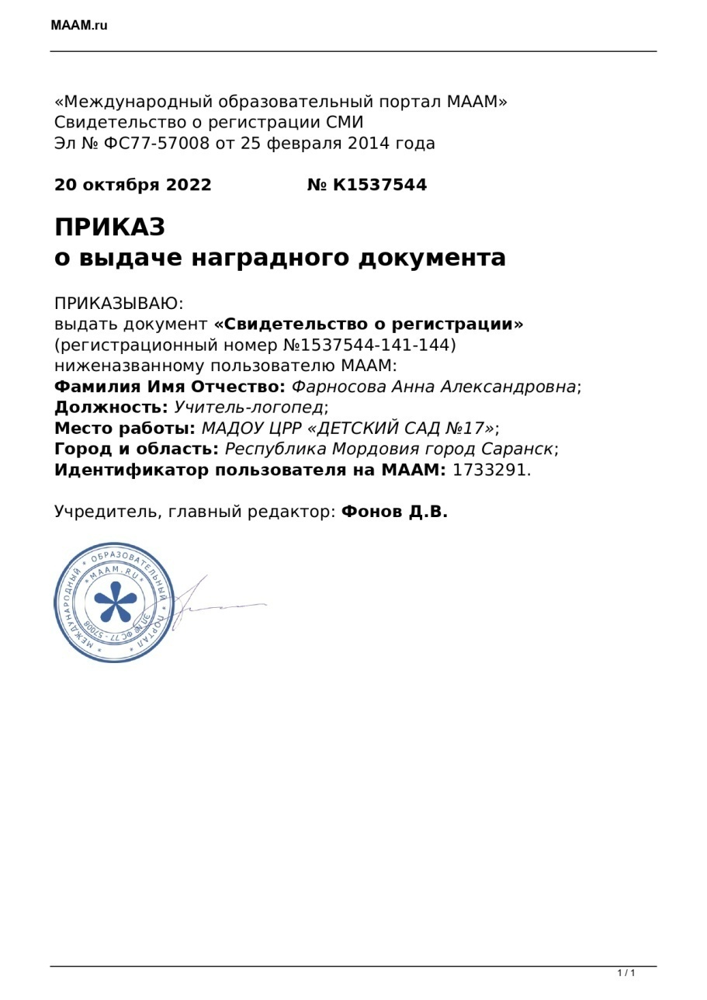 MAAM.ru
«Международный образовательный портал МААМ»
Свидетельство о регистрации СМИ
Эл № ФС77-57008 от 25 февраля 2014 года
20 октября 2022 № К1537544
ПРИКАЗ
о выдаче наградного документа
ПРИКАЗЫВАЮ:
выдать документ «Свидетельство о регистрации»
(регистрационный номер №1537544-141-144)
ниженазванному пользователю МААМ:
Фамилия Имя Отчество: Фарносова Анна Александровна;
Должность: Учитель-логопед;
Место работы: МАДОУ ЦРР «ДЕТСКИЙ САД №17»;
Город и область: Республика Мордовия город Саранск;
Идентификатор пользователя на МААМ: 1733291.
Учредитель, главный редактор: Фонов Д.В.
* МЕЖДУНАРОДНЫЙ * ОБРАЗОВАТЕЛЬНЫЙ * ПОРТАЛ *
* MAAM.RU *
ЭЛ № ФС 77 - 57008
1 / 1